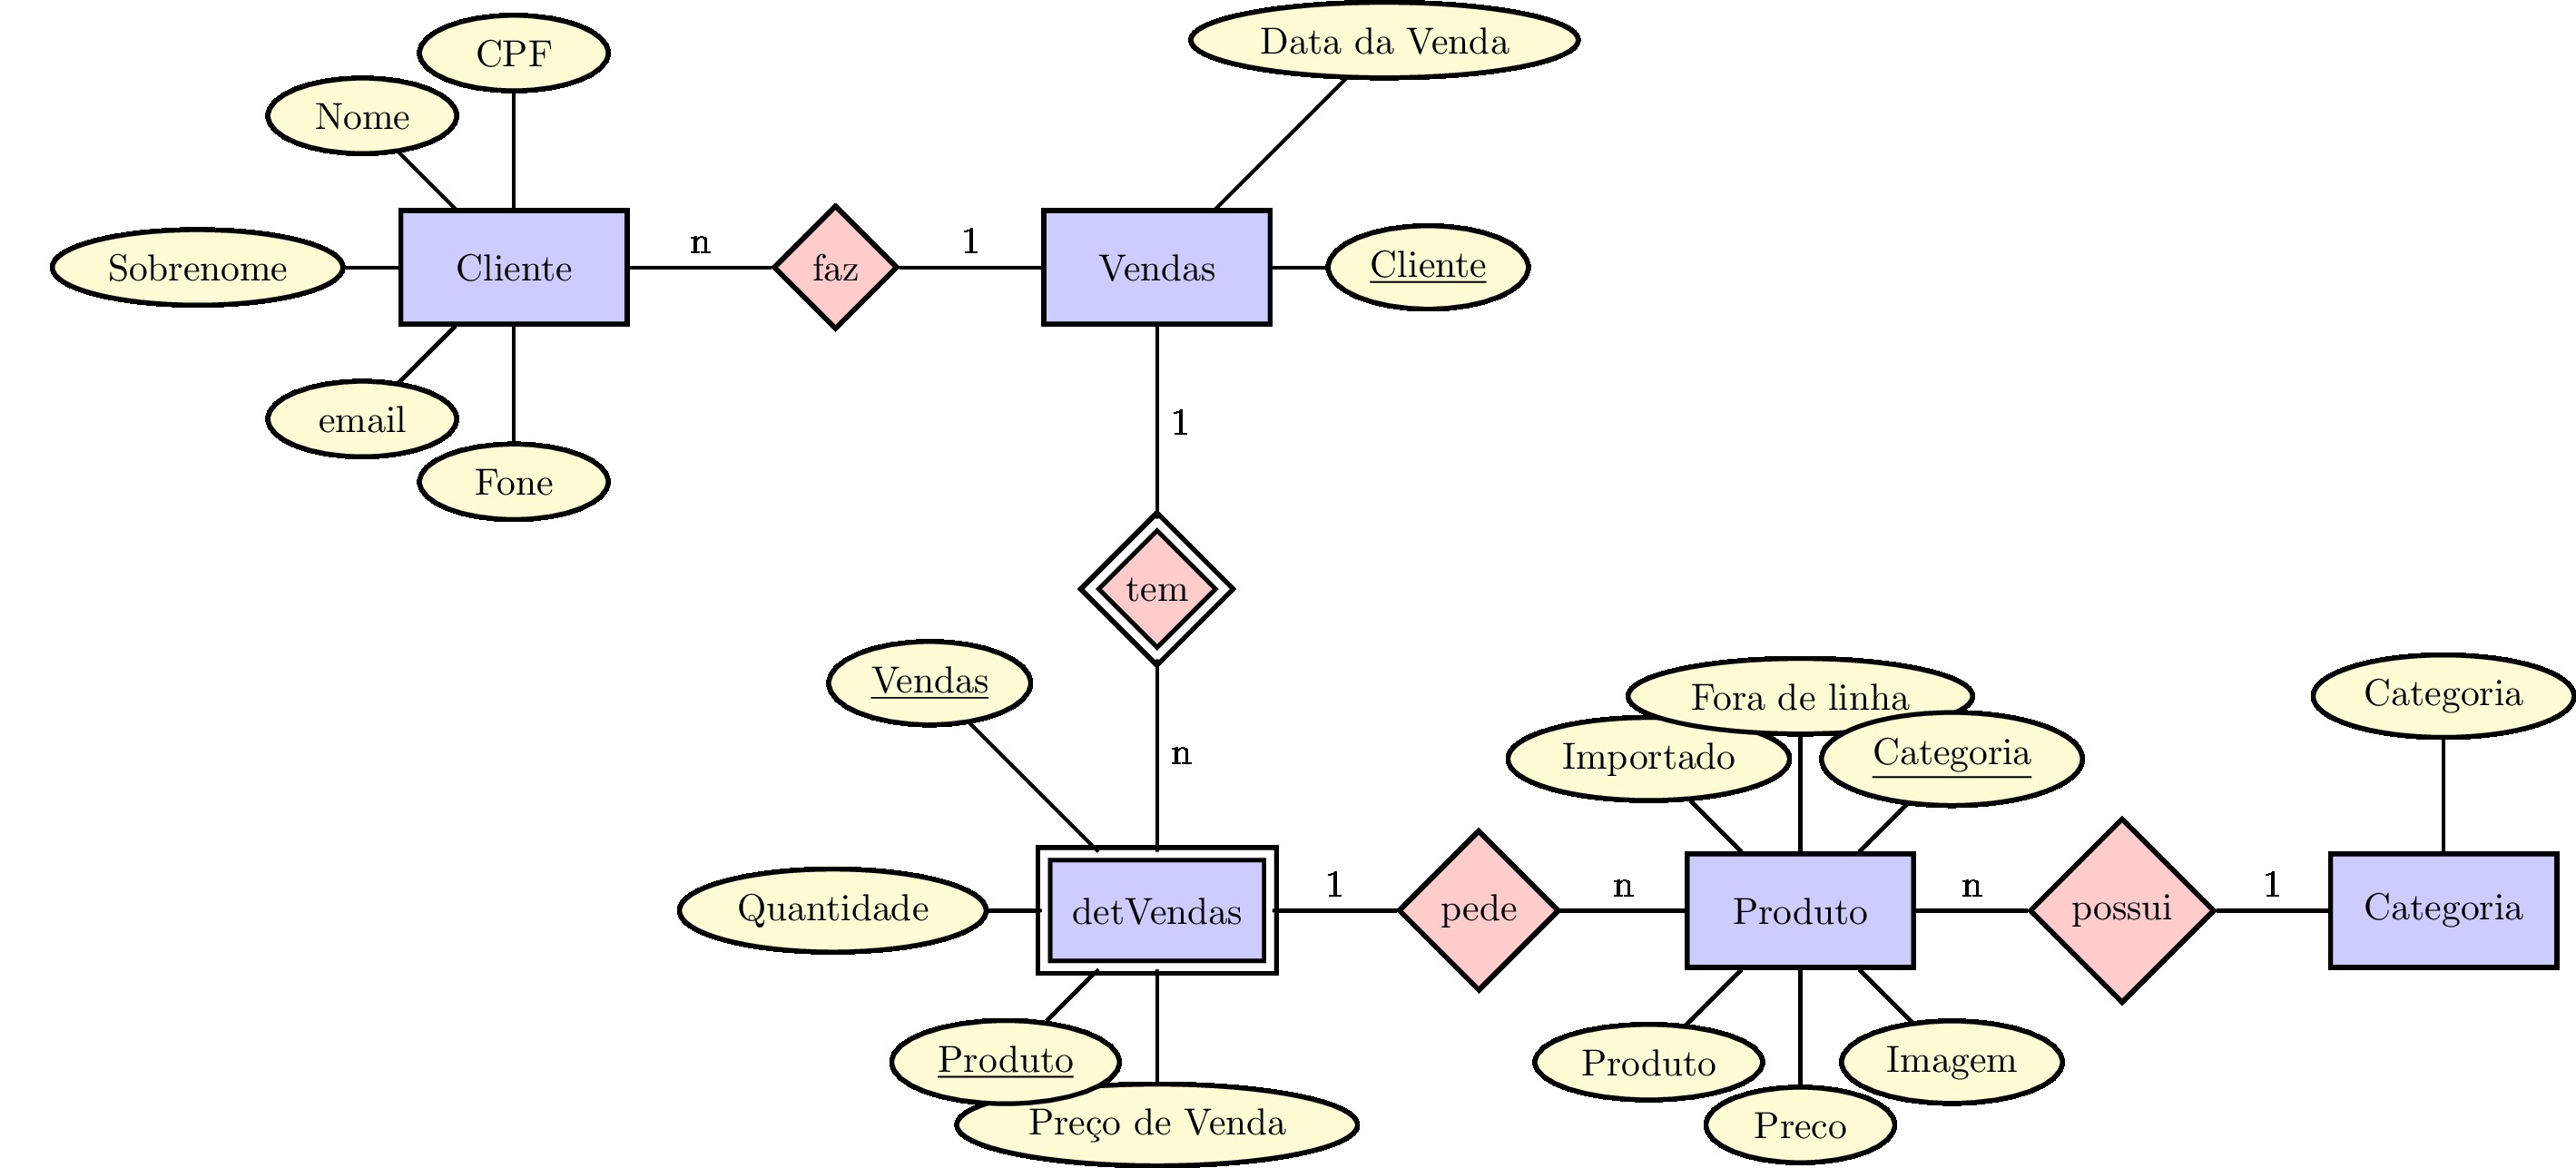 Data da Venda
CPF
Nome
n
1
Sobrenome
Cliente
faz
Vendas
Cliente
email
1
Fone
tem
Vendas
Fora de linha
Categoria
n
Importado
Categoria
1
n
n
1
Quantidade
detVendas
pede
Produto
possui
Categoria
Produto
Produto
Imagem
Preço de Venda
Preco